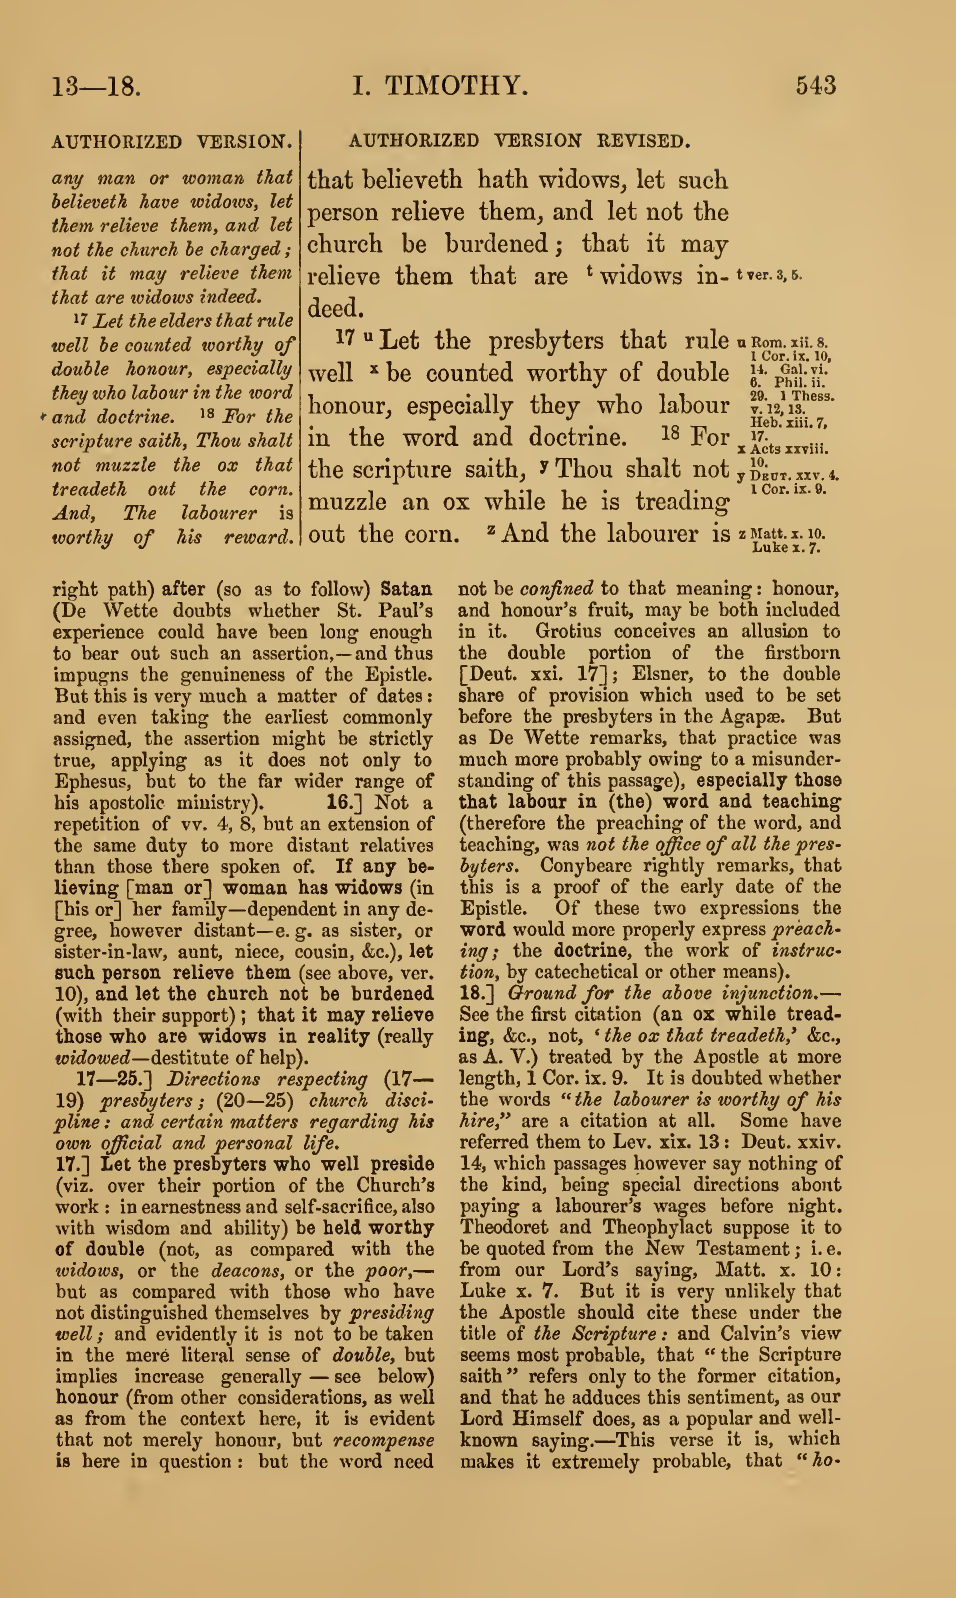 13—18.
I. TIMOTHY.
543
AUTHORIZED VERSION.
any man or woman that
believeth have widows, let
them relieve them, and let
not the church be charged;
that it may relieve them
that are widows indeed.
17 Let the elders that rule
well be counted worthy of
double honour, especially
they who labour in the word
and doctrine. 18 For the
scripture saith, Thou shalt
not muzzle the ox that
treadeth out the corn.
And, The labourer is
worthy of his reward.
AUTHORIZED VERSION REVISED.
that believeth hath widows, let such
person relieve them, and let not the
church be burdened; that it may
relieve them that are t widows in-
deed.
17 u Let the presbyters that rule
well x be counted worthy of double
honour, especially they who labour
in the word and doctrine. 18 For
the scripture saith, y Thou shalt not
muzzle an ox while he is treading
out the corn. z And the labourer is
t ver. 3, 5.
u Rom. xii. 8.
1 Cor. ix. 10,
14. Gal. vi.
6. Phil. ii.
29. 1 Thess.
v. 12, 13.
Heb. xiii. 7,
17.
x Acts xxviii.
10.
y DEUT. xxv. 4.
1 Cor. ix. 9.
z Matt. x. 10.
Luke x. 7.
right path) after (so as to follow) Satan
(De Wette doubts whether St. Paul's
experience could have been long enough
to bear out such an assertion,—and thus
impugns the genuineness of the Epistle.
But this is very much a matter of dates:
and even taking the earliest commonly
assigned, the assertion might be strictly
true, applying as it does not only to
Ephesus, but to the far wider range of
his apostolic ministry). 16.] Not a
repetition of vv. 4, 8, but an extension of
the same duty to more distant relatives
than those there spoken of. If any be-
lieving [man or] woman has widows (in
[his or] her family—dependent in any de-
gree, however distant—e. g. as sister, or
sister-in-law, aunt, niece, cousin, &c.), let
such person relieve them (see above, ver.
10), and let the church not be burdened
(with their support); that it may relieve
those who are widows in reality (really
widowed—destitute of help).
17—25.] Directions respecting (17—
19) presbyters; (20—25) church disci-
pline: and certain matters regarding his
own official and personal life.
17.] Let the presbyters who well preside
(viz. over their portion of the Church's
work: in earnestness and self-sacrifice, also
with wisdom and ability) be held worthy
of double (not, as compared with the
widows, or the deacons, or the poor,—
but as compared with those who have
not distinguished themselves by presiding
well; and evidently it is not to be taken
in the mere literal sense of double, but
implies increase generally — see below)
honour (from other considerations, as well
as from the context here, it is evident
that not merely honour, but recompense
is here in question: but the word need
not be confined to that meaning: honour,
and honour's fruit, may be both included
in it. Grotius conceives an allusion to
the double portion of the firstborn
[Deut. xxi. 17]; Elsner, to the double
share of provision which used to be set
before the presbyters in the Agapæ. But
as De Wette remarks, that practice was
much more probably owing to a misunder-
standing of this passage), especially those
that labour in (the) word and teaching
(therefore the preaching of the word, and
teaching, was not the office of all the pres-
byters. Conybeare rightly remarks, that
this is a proof of the early date of the
Epistle. Of these two expressions the
word would more properly express preach-
ing; the doctrine, the work of instruc-
tion, by catechetical or other means).
18.] Ground for the above injunction.—
See the first citation (an ox while tread-
ing, &c., not, 'the ox that treadeth,' &c.,
as A. V.) treated by the Apostle at more
length, 1 Cor. ix. 9. It is doubted whether
the words "the labourer is worthy of his
hire," are a citation at all. Some have
referred them to Lev. xix. 13: Deut. xxiv.
14, which passages however say nothing of
the kind, being special directions about
paying a labourer's wages before night.
Theodoret and Theophylact suppose it to
be quoted from the New Testament; i. e.
from our Lord's saying, Matt. x. 10:
Luke x. 7. But it is very unlikely that
the Apostle should cite these under the
title of the Scripture: and Calvin's view
seems most probable, that "the Scripture
saith" refers only to the former citation,
and that he adduces this sentiment, as our
Lord Himself does, as a popular and well-
known saying.—This verse it is, which
makes it extremely probable, that "ho-